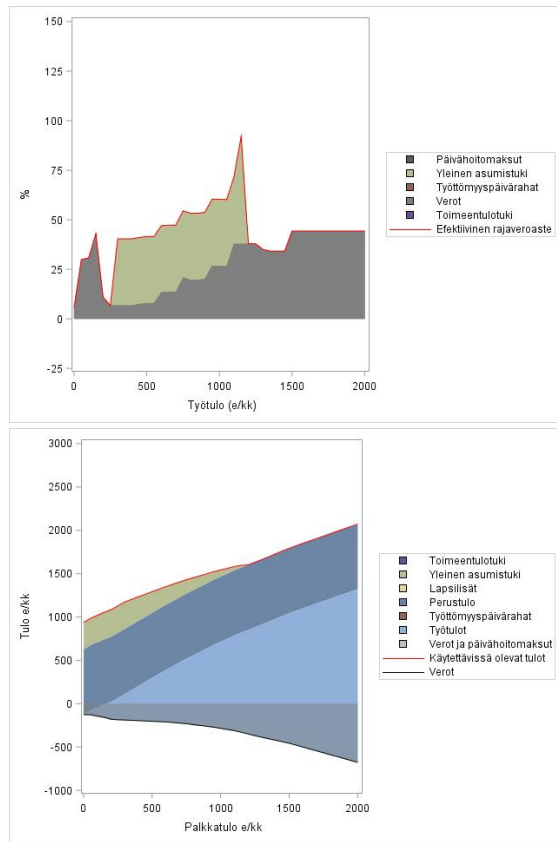 150
125
100
75
50
25
0
-25
%
0
500
1000
1500
2000
Työtulo (e/kk)
Päivähoitomaksut
Yleinen asumistuki
Työttömyyspäivärahat
Verot
Toimeentulotuki
Efektiivinen rajaveroaste
3000
2500
2000
1500
1000
500
0
-500
-1000
Tulo e/kk
0
500
1000
1500
2000
Palkkatulo e/kk
Toimeentulotuki
Yleinen asumistuki
Lapsilisät
Perustulo
Työttömyyspäivärahat
Työtulot
Verot ja päivähoitomaksut
Käytettävissä olevat tulot
Verot